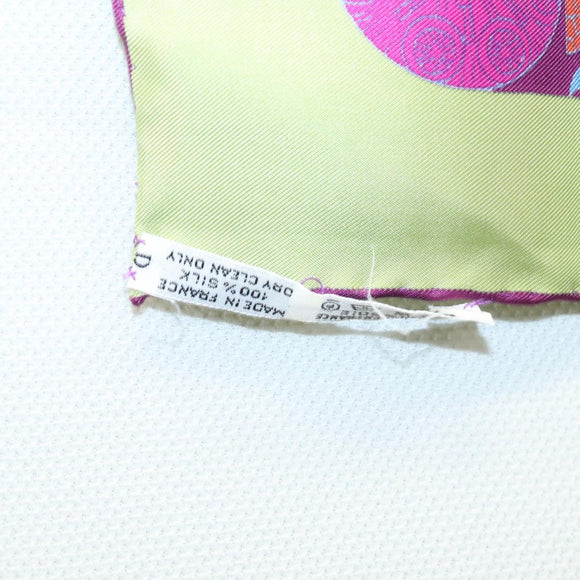 D
MADE IN FRANCE
100% SILK
DRY CLEAN ONLY